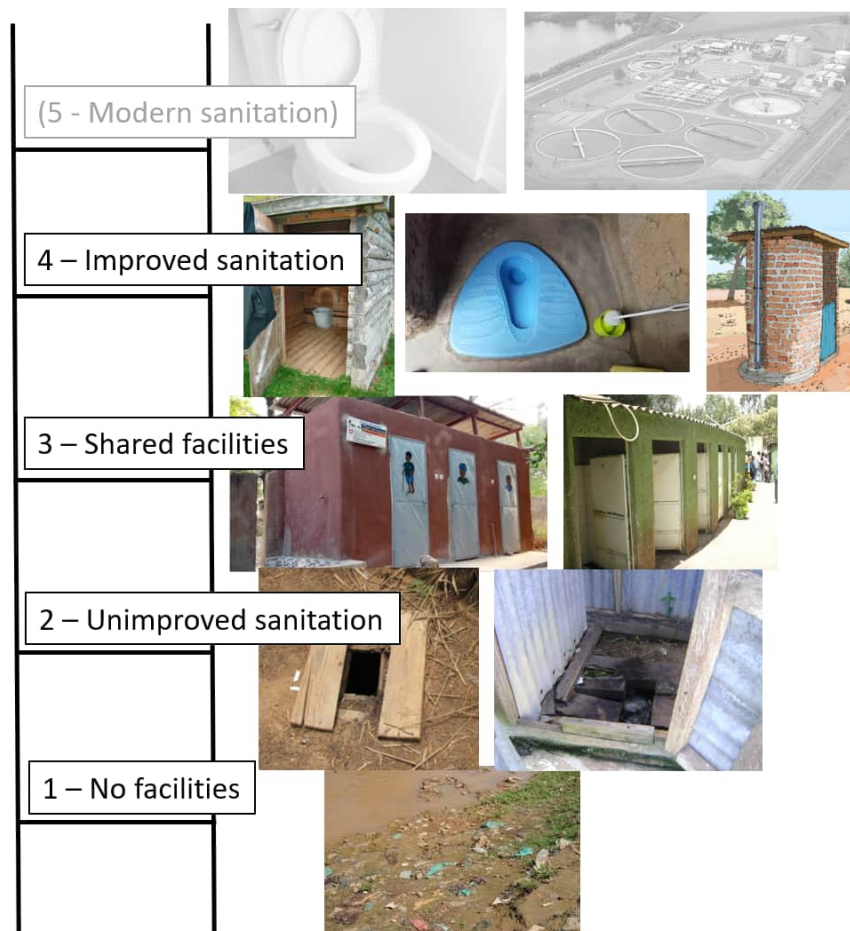 (5 - Modern sanitation)
4 – Improved sanitation
3 – Shared facilities
2 – Unimproved sanitation
1 – No facilities